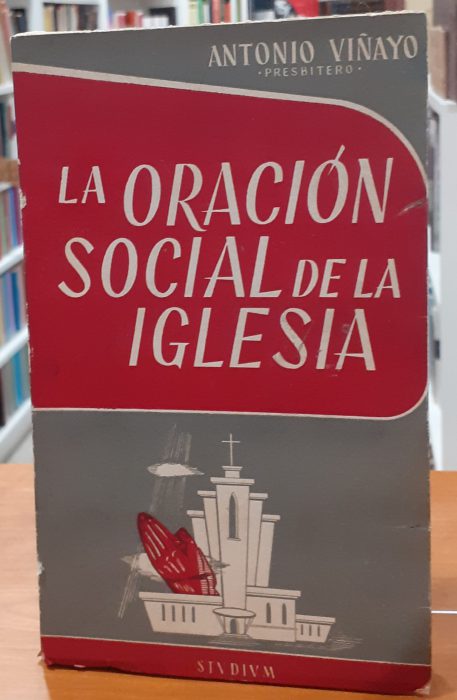 ANTONIO VIÑAYO
·PRESBITERO·
LA ORACIÓN
SOCIAL DE LA
IGLESIA
STVDIVM